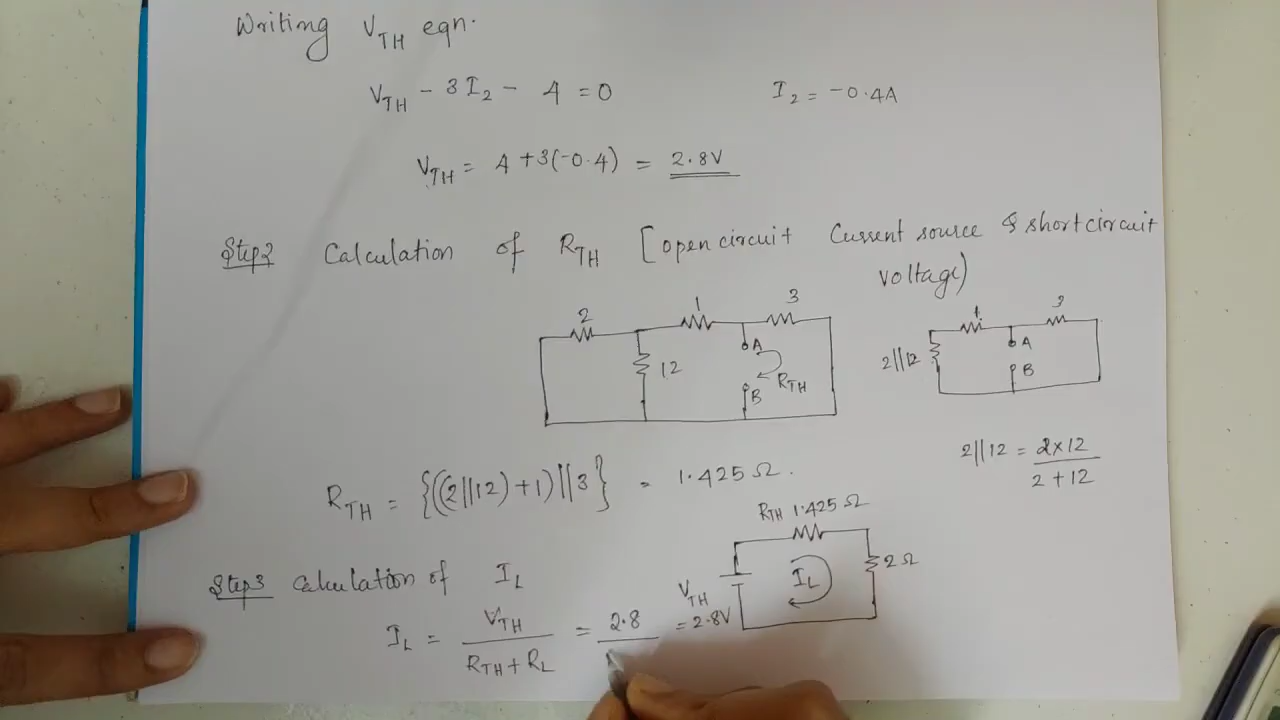 Writing V_TH eqn.
V_TH - 3I_2 - 4 = 0
I_2 = -0.4A
V_TH = 4+3(-0.4) = 2.8V
Step2 Calculation of R_TH [open circuit Current source & short circuit
voltage)
2 1 3
12
A
B
R_TH
1 3
2||12
A
B
R_TH = {((2||12)+1)||3} = 1.425Ω.
2||12 = 2×12
2+12
R_TH 1.425Ω
2Ω
I_L
V_TH
= 2.8V
Step3 Calculation of I_L
I_L = V_TH = 2.8
R_TH + R_L